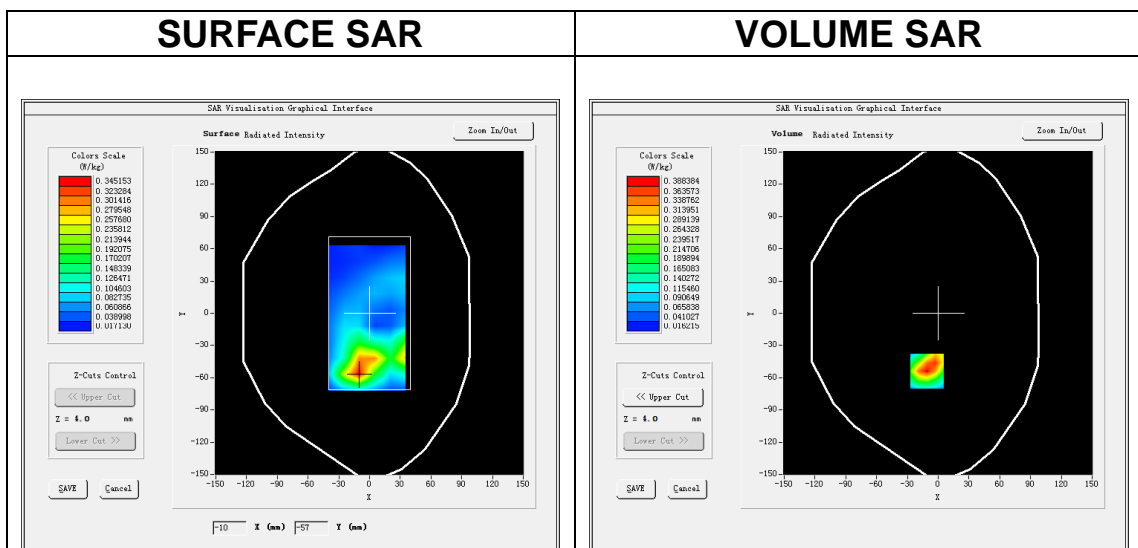 SURFACE SAR
VOLUME SAR
SAR Visualisation Graphical Interface
Surface Radiated Intensity
Zoom In/Out
Colors Scale
(W/kg)
0.345153
0.323284
0.301416
0.279548
0.257680
0.235812
0.213944
0.192075
0.170207
0.148339
0.126471
0.104603
0.082735
0.060866
0.038998
0.017130
150
120
90
60
30
0
-30
-60
-90
-120
-150
Y
-150 -120 -90 -60 -30 0 30 60 90 120 150
X
Z-Cuts Control
<< Upper Cut
Z = 4.0 mm
Lower Cut >>
SAVE Cancel
-10 X (mm) -57 Y (mm)
SAR Visualisation Graphical Interface
Volume Radiated Intensity
Zoom In/Out
Colors Scale
(W/kg)
0.388384
0.363573
0.338762
0.313951
0.289139
0.264328
0.239517
0.214706
0.189894
0.165083
0.140272
0.115460
0.090649
0.065838
0.041027
0.016215
150
120
90
60
30
0
-30
-60
-90
-120
-150
Y
-150 -120 -90 -60 -30 0 30 60 90 120 150
X
Z-Cuts Control
<< Upper Cut
Z = 4.0 mm
Lower Cut >>
SAVE Cancel